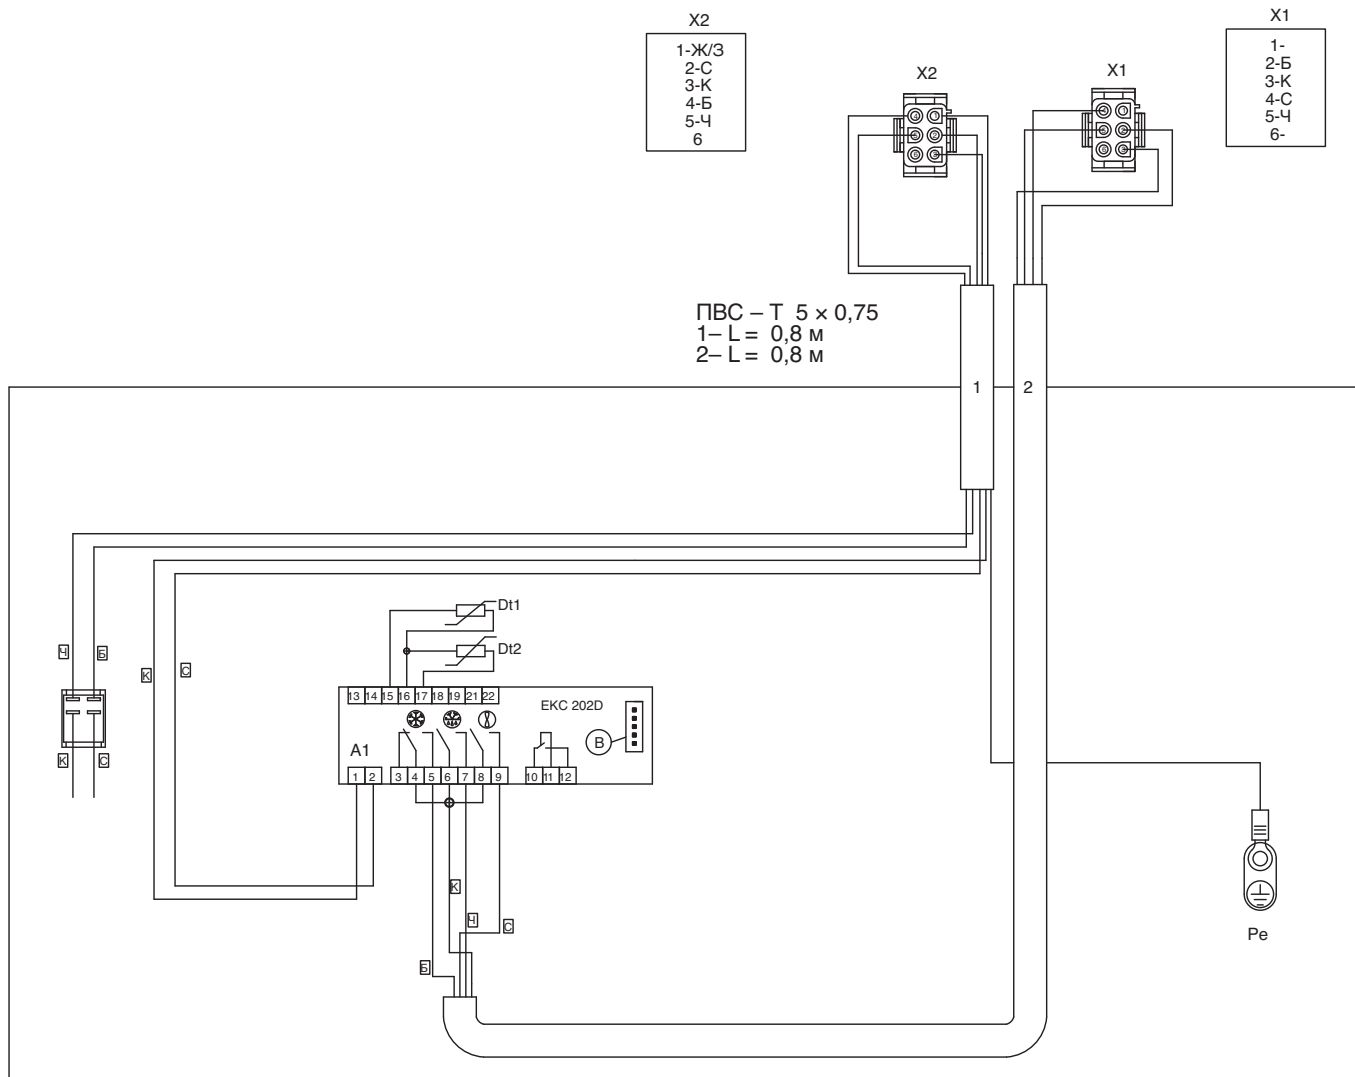 X2
1-Ж/З
2-С
3-К
4-Б
5-Ч
6
X1
1-
2-Б
3-К
4-С
5-Ч
6-
X2
X1
ПВС – Т 5 × 0,75
1– L = 0,8 м
2– L = 0,8 м
1
2
Dt1
Dt2
Ч
Б
К
С
13 14 15 16 17 18 19 21 22
EKC 202D
B
A1
К
С
1 2 3 4 5 6 7 8 9 10 11 12
К
Ч
С
Б
Pe